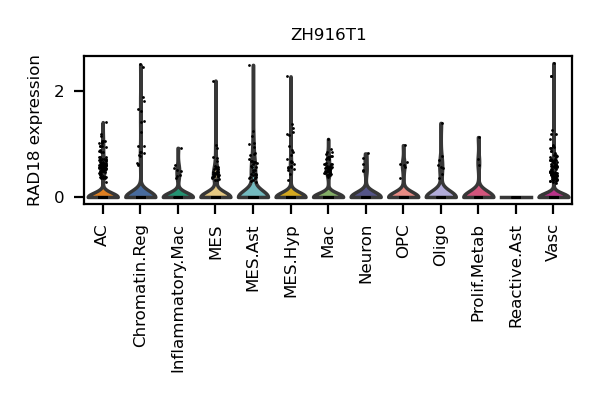 ZH916T1
RAD18 expression
2
0
AC
Chromatin.Reg
Inflammatory.Mac
MES
MES.Ast
MES.Hyp
Mac
Neuron
OPC
Oligo
Prolif.Metab
Reactive.Ast
Vasc